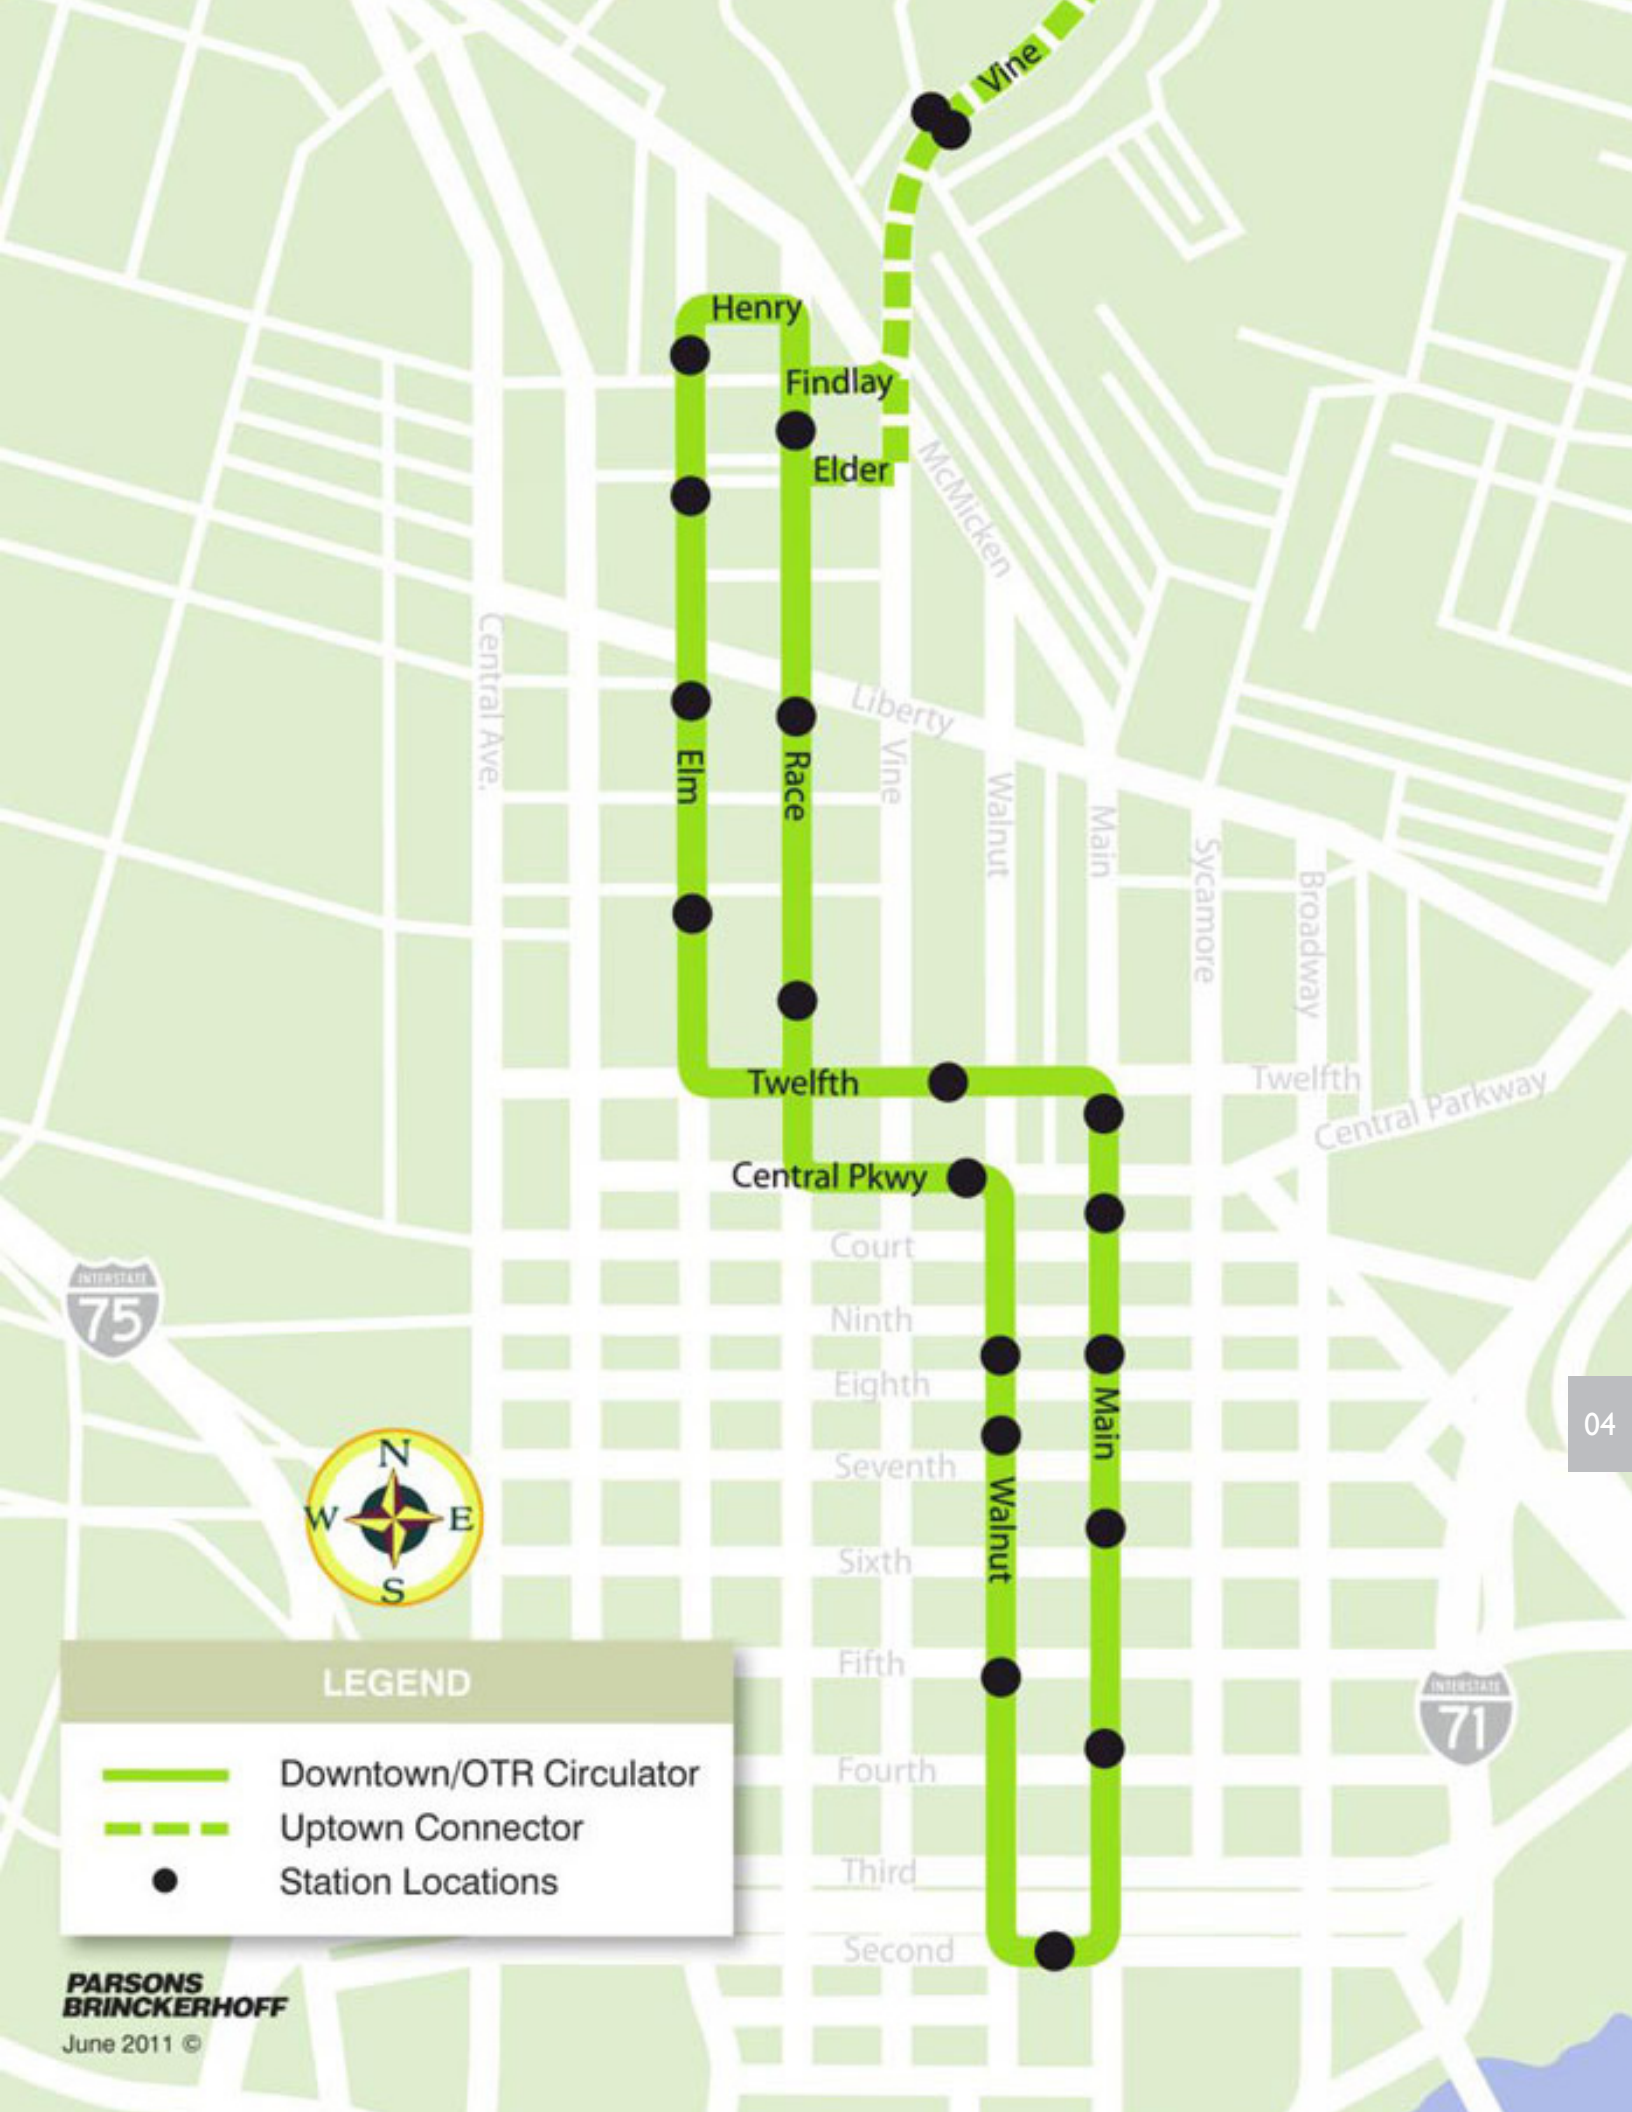 Vine
Henry
Findlay
Elder
McMicken
Central Ave.
Liberty
Elm
Race
Vine
Walnut
Main
Sycamore
Broadway
Twelfth
Twelfth
Central Parkway
Central Pkwy
Court
INTERSTATE
75
Ninth
Eighth
Main
04
Seventh
Walnut
N
W E
S
Sixth
Fifth
INTERSTATE
71
LEGEND
Downtown/OTR Circulator
Uptown Connector
Station Locations
Fourth
Third
Second
PARSONS
BRINCKERHOFF
June 2011 ©